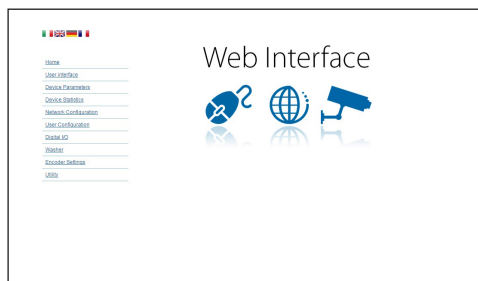 Web Interface
Home
User Interface
Device Parameters
Device Statistics
Network Configuration
User Configuration
Digital I/O
Washer
Encoder Settings
Utility